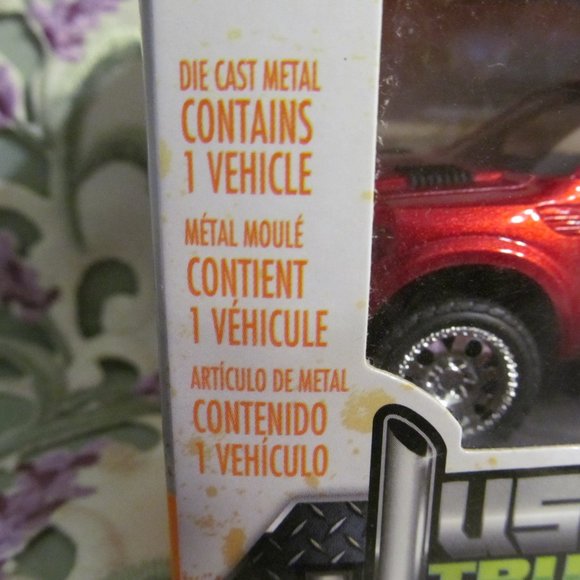 DIE CAST METAL
CONTAINS
1 VEHICLE
MÉTAL MOULÉ
CONTIENT
1 VÉHICULE
ARTÍCULO DE METAL
CONTENIDO
1 VEHÍCULO